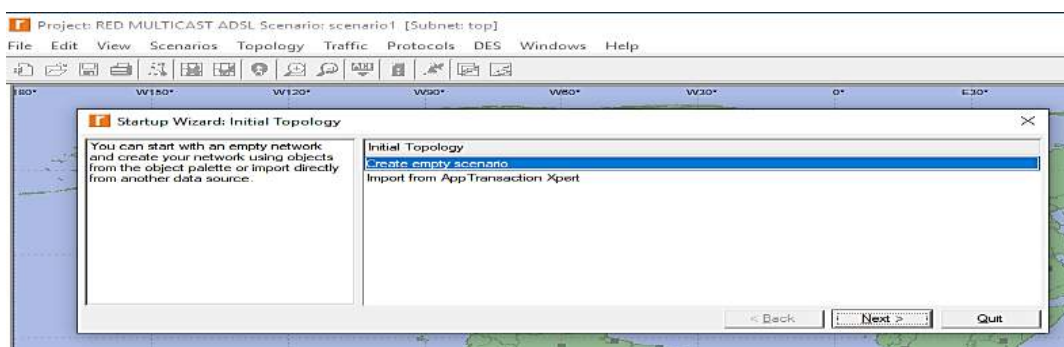 Project: RED MULTICAST ADSL Scenario: scenario1 [Subnet: top]
File Edit View Scenarios Topology Traffic Protocols DES Windows Help
W150° W120° W90° W60° W30° 0° E30°
Startup Wizard: Initial Topology
You can start with an empty network
and create your network using objects
from the object palette or import directly
from another data source.
Initial Topology
Create empty scenario
Import from AppTransaction Xpert
< Back Next > Quit